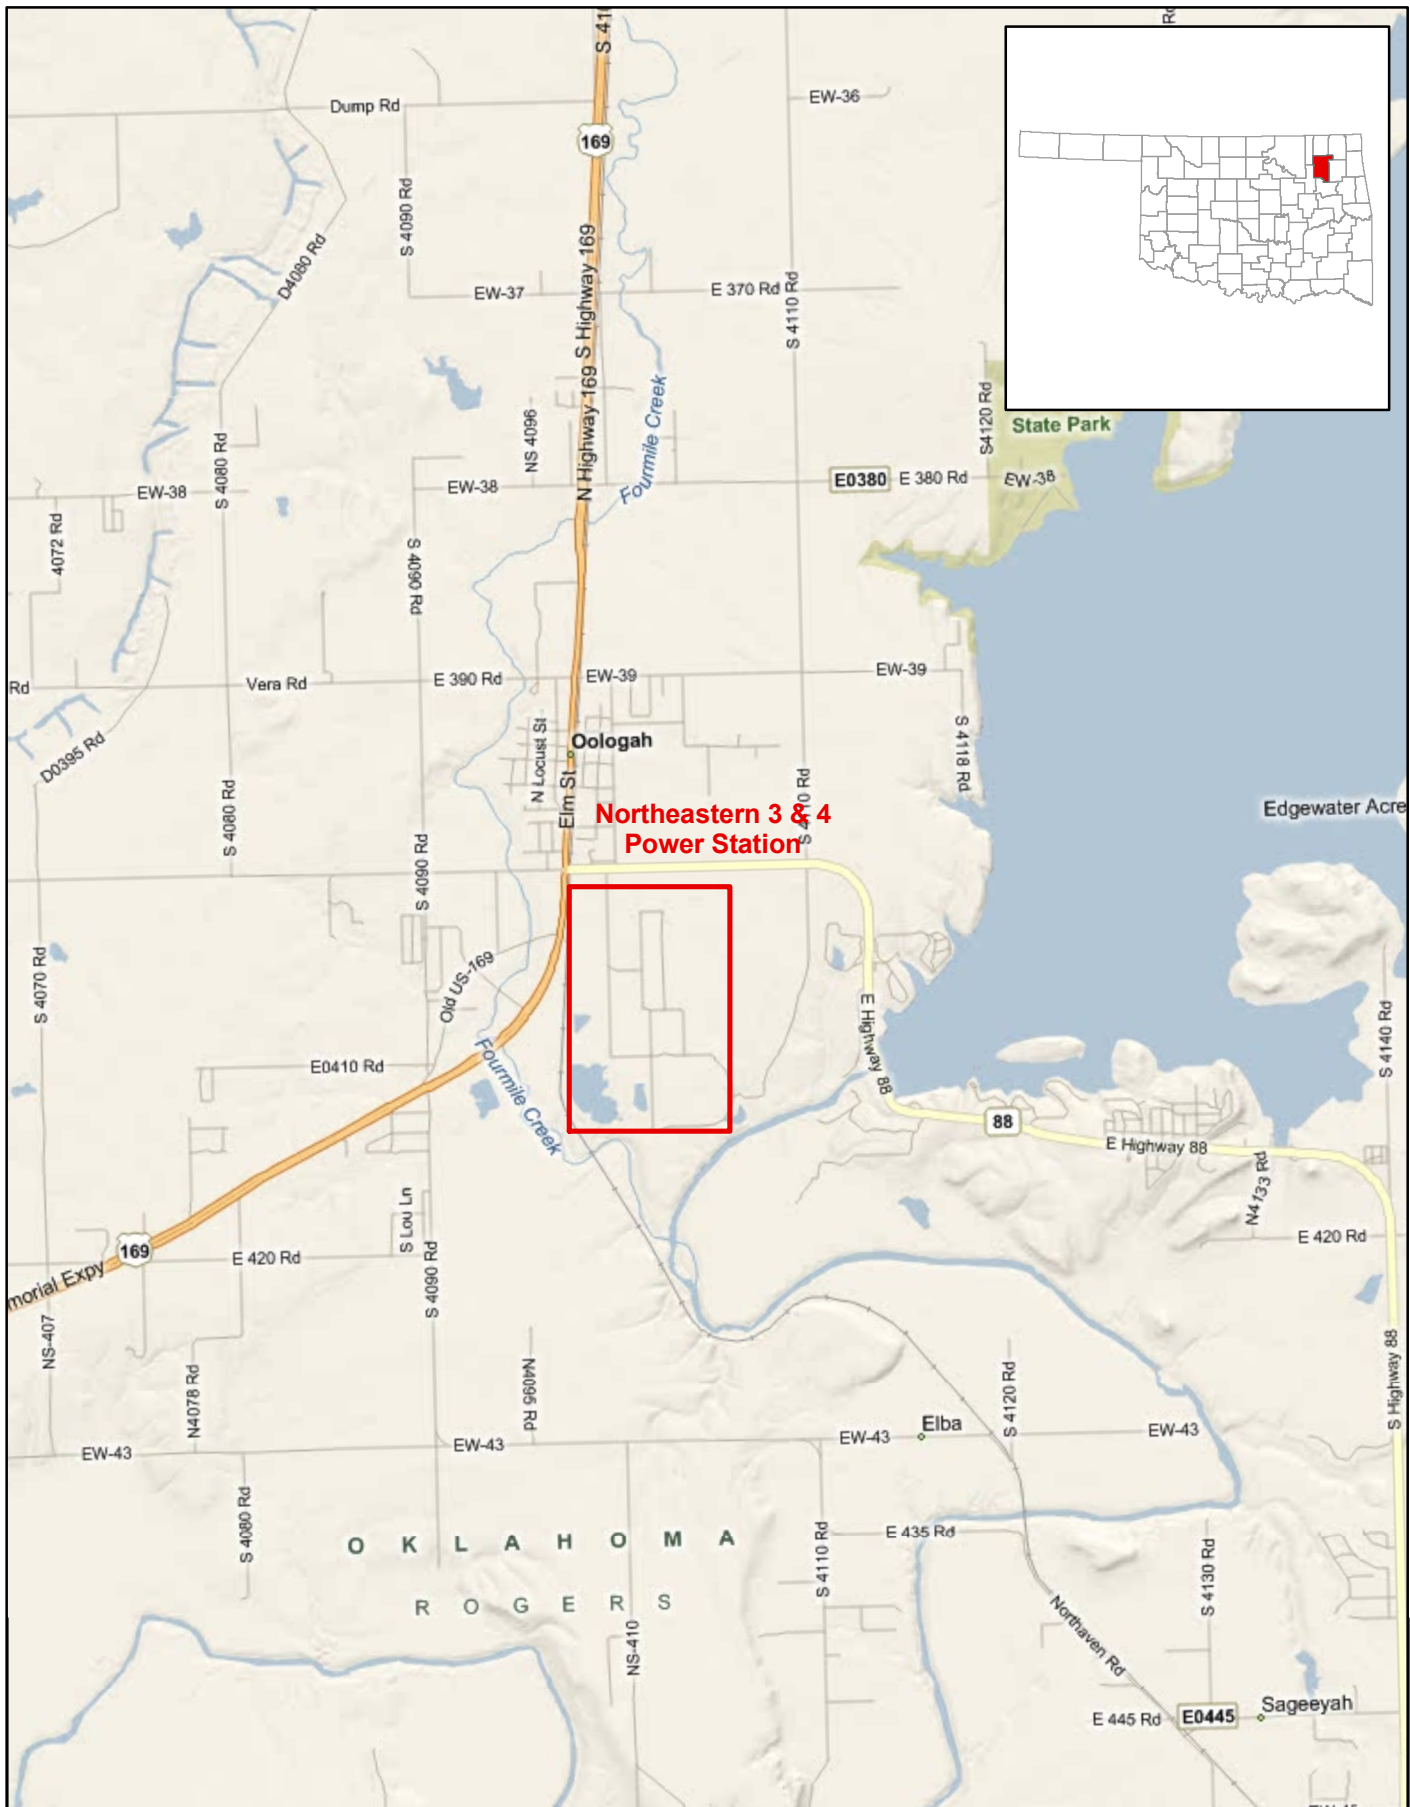 S 410
Rd
Dump Rd
EW-36
169
S 4090 Rd
D4080 Rd
N Highway 169 S Highway 169
EW-37
E 370 Rd
S 4110 Rd
Fourmile Creek
NS 4096
S4120 Rd
State Park
S 4080 Rd
EW-38
EW-38
E0380
E 380 Rd
EW-38
4072 Rd
S 4090 Rd
Rd
Vera Rd
E 390 Rd
EW-39
EW-39
D0395 Rd
N Locust St
Oologah
S 4118 Rd
Elm St
S 4080 Rd
S 4110 Rd
Northeastern 3 & 4
Power Station
Edgewater Acre
S 4090 Rd
S 4070 Rd
Old US-169
E Highway 88
S 4140 Rd
E0410 Rd
Fourmile Creek
88
E Highway 88
N4133 Rd
S Lou Ln
169
E 420 Rd
E 420 Rd
morial Expy
S 4090 Rd
NS-407
N4078 Rd
N4095 Rd
S 4120 Rd
S Highway 88
EW-43
EW-43
EW-43
Elba
EW-43
S 4080 Rd
OKLAHOMA
S 4110 Rd
E 435 Rd
S 4130 Rd
ROGERS
NS-410
Northaven Rd
E 445 Rd
E0445
Sageeyah